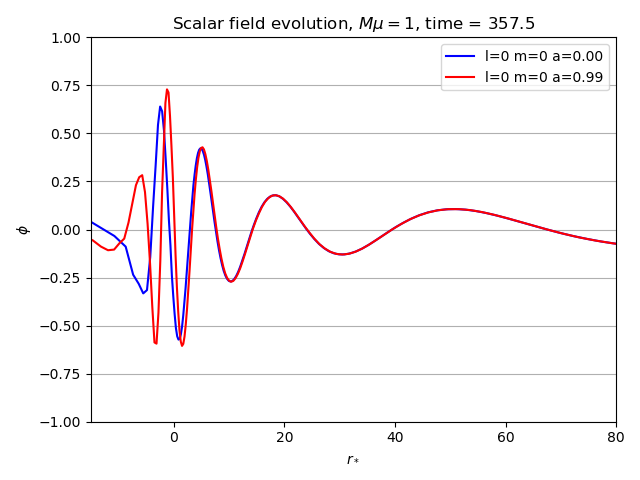 Scalar field evolution, Mμ = 1, time = 357.5
l=0 m=0 a=0.00
l=0 m=0 a=0.99
1.00
0.75
0.50
0.25
0.00
−0.25
−0.50
−0.75
−1.00
ϕ
0 20 40 60 80
r*